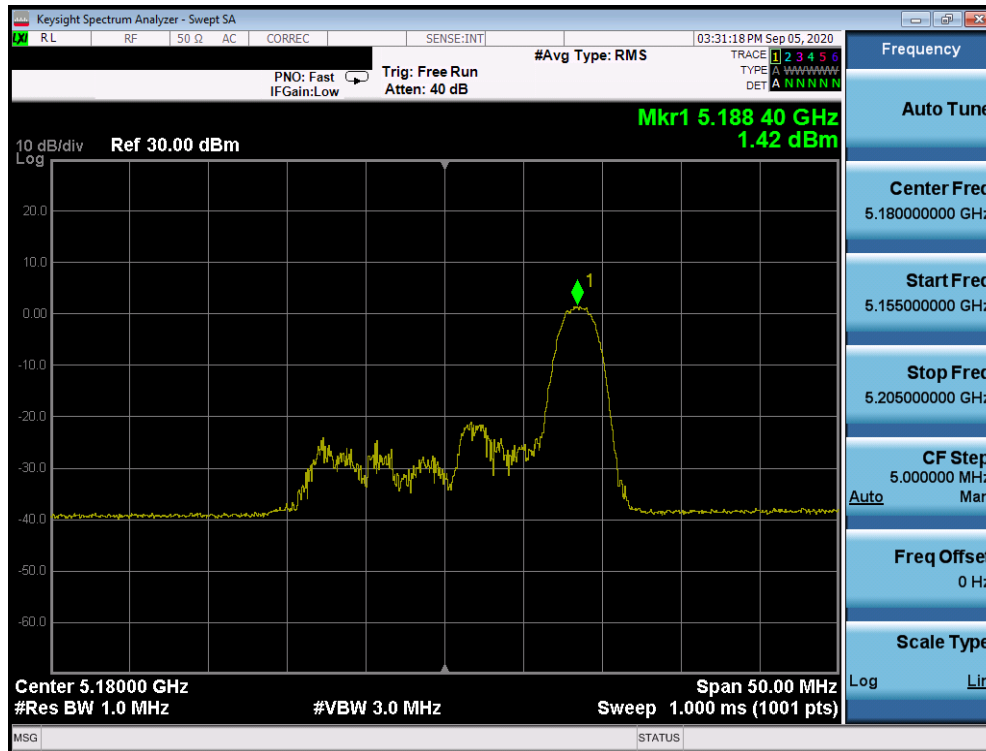 Keysight Spectrum Analyzer - Swept SA
LXI RL RF 50 Ω AC CORREC SENSE:INT 03:31:18 PM Sep 05, 2020
#Avg Type: RMS TRACE 1 2 3 4 5 6
PNO: Fast Trig: Free Run TYPE A WWWWW
IFGain:Low Atten: 40 dB DET A N N N N N
Mkr1 5.188 40 GHz
1.42 dBm
10 dB/div Ref 30.00 dBm
Log
20.0
10.0
0.00
-10.0
-20.0
-30.0
-40.0
-50.0
-60.0
1
Center 5.18000 GHz Span 50.00 MHz
#Res BW 1.0 MHz #VBW 3.0 MHz Sweep 1.000 ms (1001 pts)
MSG STATUS
Frequency
Auto Tune
Center Freq
5.180000000 GHz
Start Freq
5.155000000 GHz
Stop Freq
5.205000000 GHz
CF Step
5.000000 MHz
Auto Man
Freq Offset
0 Hz
Scale Type
Log Lin